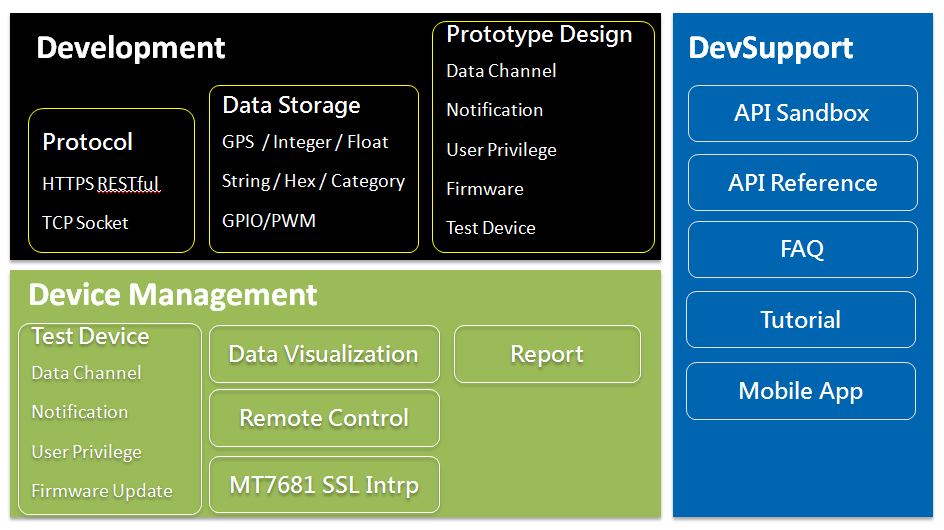 Development
Protocol
HTTPS RESTful
TCP Socket
Data Storage
GPS / Integer / Float
String / Hex / Category
GPIO/PWM
Prototype Design
Data Channel
Notification
User Privilege
Firmware
Test Device
Device Management
Test Device
Data Channel
Notification
User Privilege
Firmware Update
Data Visualization
Remote Control
MT7681 SSL Intrp
Report
DevSupport
API Sandbox
API Reference
FAQ
Tutorial
Mobile App